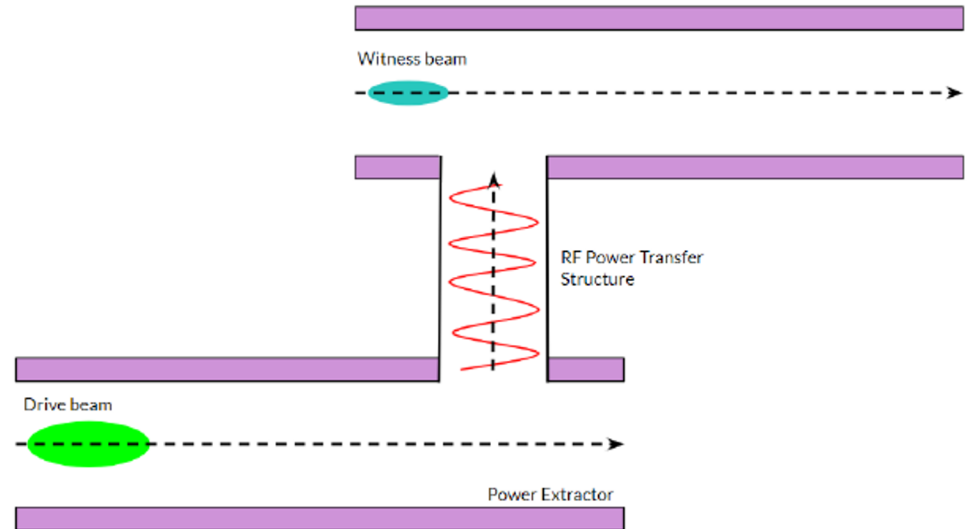 Witness beam
RF Power Transfer
Structure
Drive beam
Power Extractor